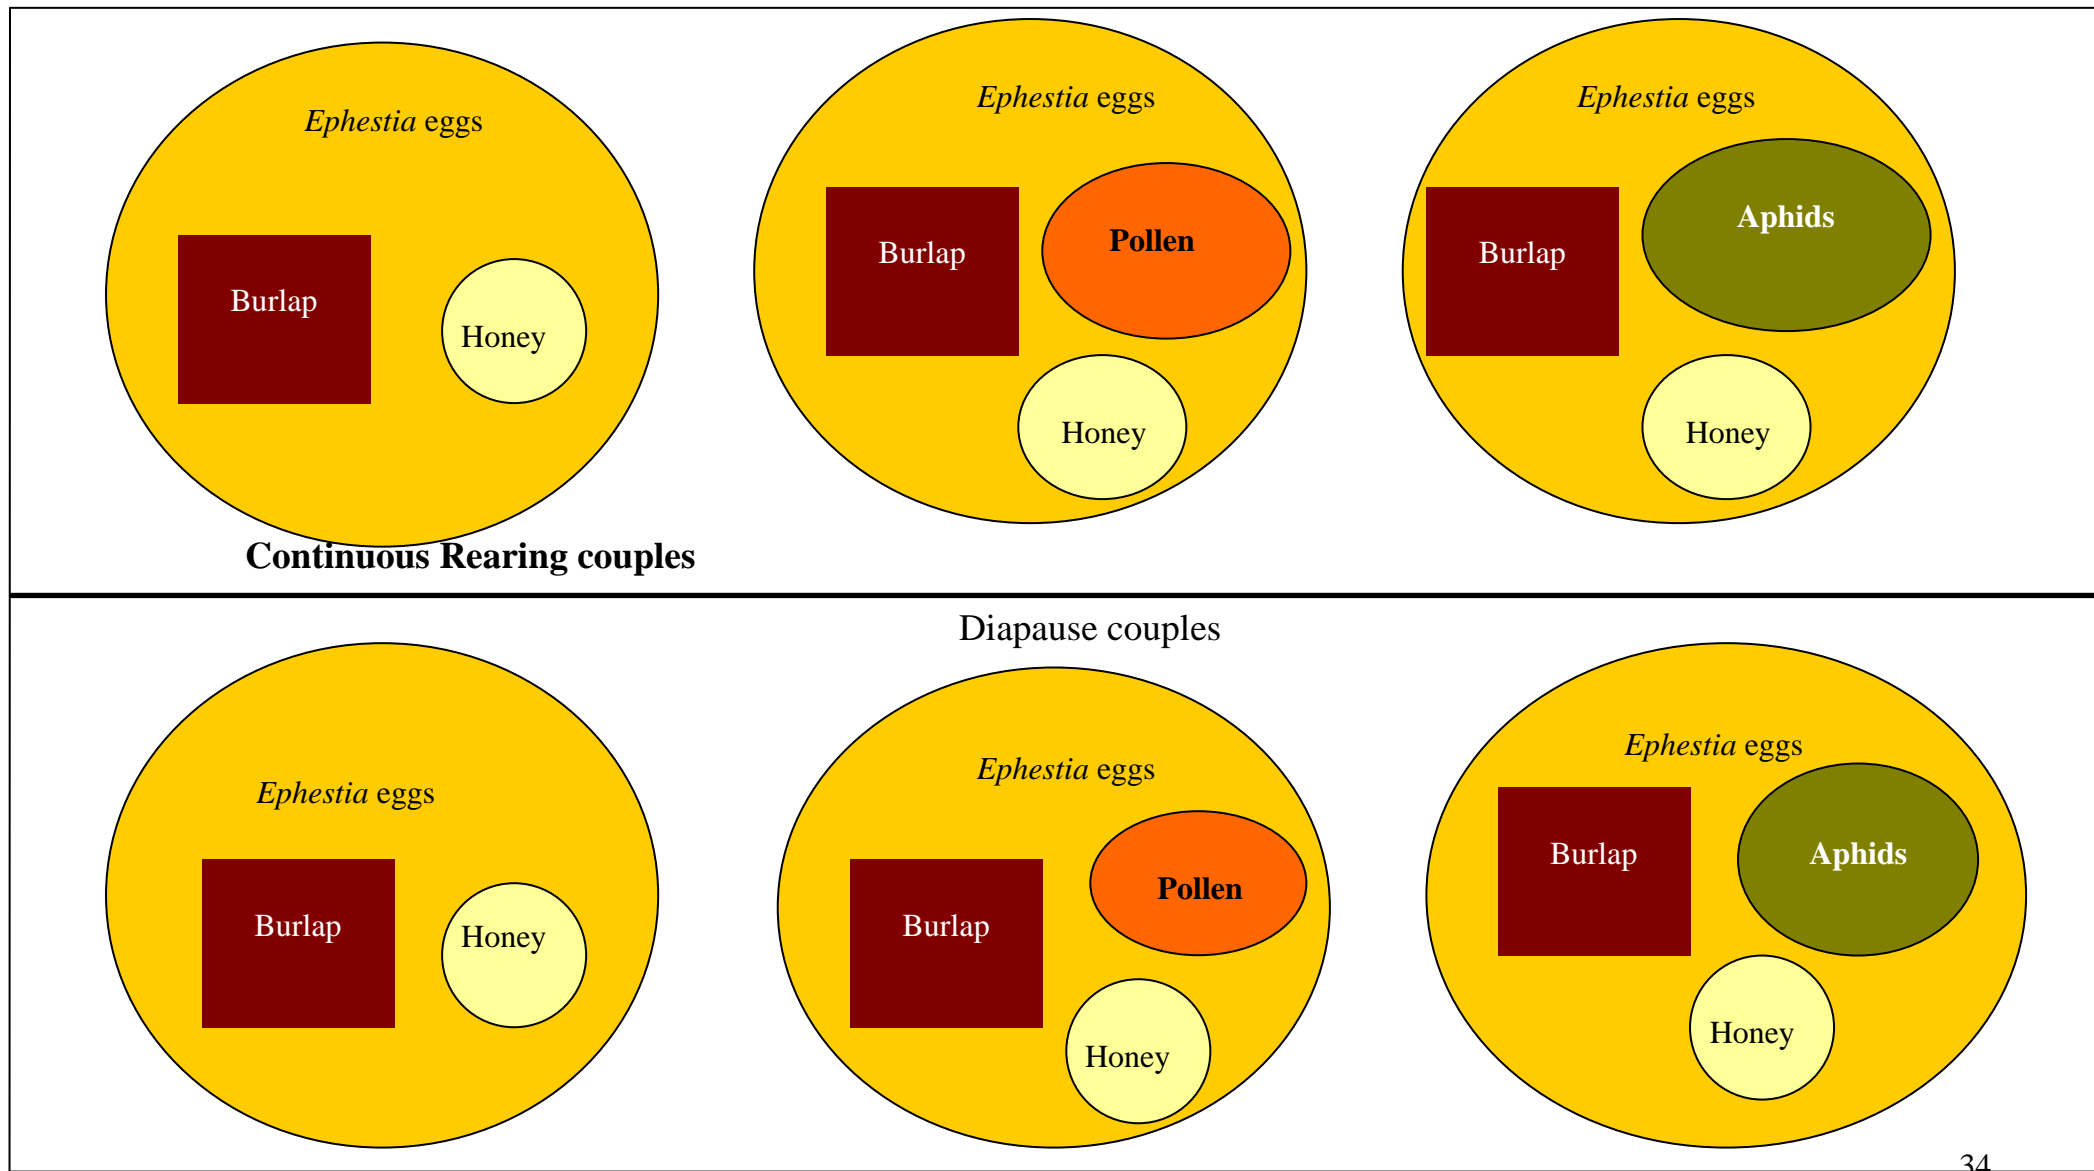 Ephestia eggs
Burlap
Honey
Ephestia eggs
Burlap
Pollen
Honey
Ephestia eggs
Burlap
Aphids
Honey
Continuous Rearing couples
Diapause couples
Ephestia eggs
Burlap
Honey
Ephestia eggs
Burlap
Pollen
Honey
Ephestia eggs
Burlap
Aphids
Honey
34